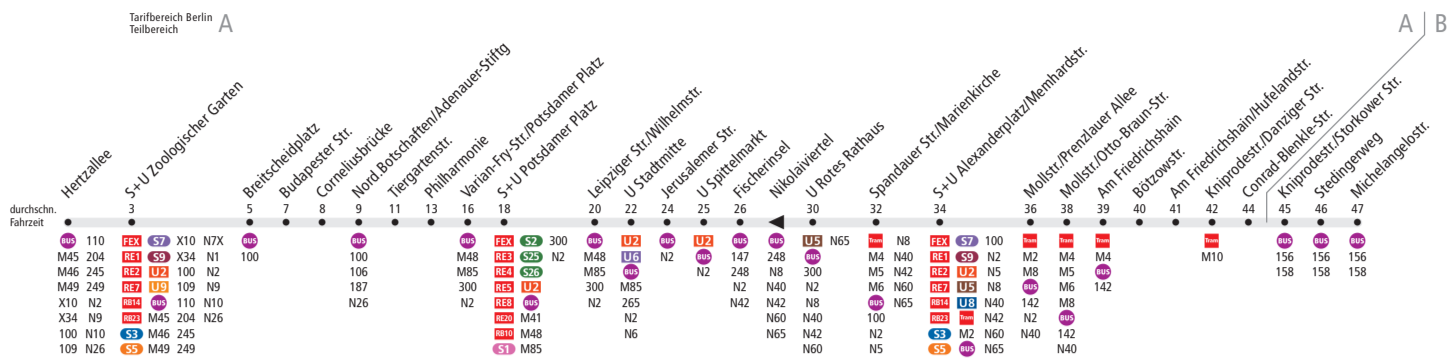 Tarifbereich Berlin
Teilbereich
A
A | B
Hertzallee
S+U Zoologischer Garten
Breitscheidplatz
Budapester Str.
Corneliusbrücke
Nord.Botschaften/Adenauer-Stiftg
Tiergartenstr.
Philharmonie
Varian-Fry-Str./Potsdamer Platz
S+U Potsdamer Platz
Leipziger Str./Wilhelmstr.
U Stadtmitte
Jerusalemer Str.
U Spittelmarkt
Fischerinsel
Nikolaiviertel
U Rotes Rathaus
Spandauer Str./Marienkirche
S+U Alexanderplatz/Memhardstr.
Mollstr./Prenzlauer Allee
Mollstr./Otto-Braun-Str.
Am Friedrichshain
Bötzowstr.
Am Friedrichshain/Hufelandstr.
Kniprodestr./Danziger Str.
Conrad-Blenkle-Str.
Kniprodestr./Storkower Str.
Stedingerweg
Michelangelostr.
durchschn. 3 5 7 8 9 11 13 16 18 20 22 24 25 26 30 32 34 36 38 39 40 41 42 44 45 46 47
Fahrzeit
BUS 110 FEX S7 X10 N7X BUS BUS BUS FEX S2 300 BUS U2 BUS U2 BUS BUS U5 N65 Tram N8 FEX S7 100 Tram Tram Tram Tram BUS BUS BUS
M45 204 RE1 S9 X34 N1 100 100 M48 RE3 S25 N2 M48 U6 N2 BUS 147 248 BUS M4 N40 RE1 S9 N2 M2 M4 M4 M10 156 156 156
M46 245 RE2 U2 100 N2 106 M85 RE4 S26 M85 BUS N2 248 N2 300 M5 N42 RE2 U2 N5 M8 M5 BUS 158 158 158
M49 249 RE7 U9 109 N9 187 300 RE5 U2 300 M85 N2 N40 N2 M6 N60 RE7 U5 N8 BUS M6 142
X10 N2 RB14 BUS 110 N10 N26 N2 RE8 BUS N2 265 N42 N42 N8 BUS N65 RB14 U8 N40 142 M8
X34 N9 RB23 M45 204 N26 RE20 M41 N2 N60 N40 100 RB23 Tram N42 N2 BUS
100 N10 S3 M46 245 RB10 M48 N6 N65 N42 N2 S3 M2 N60 N40 142
109 N26 S5 M49 249 S1 M85 N60 N5 S5 BUS N65 N40